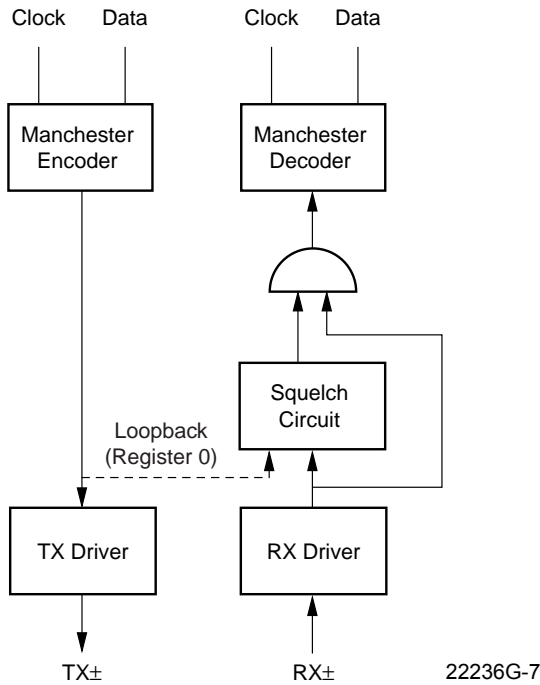 Clock Data Clock Data
Manchester
Encoder
Manchester
Decoder
Squelch
Circuit
Loopback
(Register 0)
TX Driver
RX Driver
TX±
RX±
22236G-7